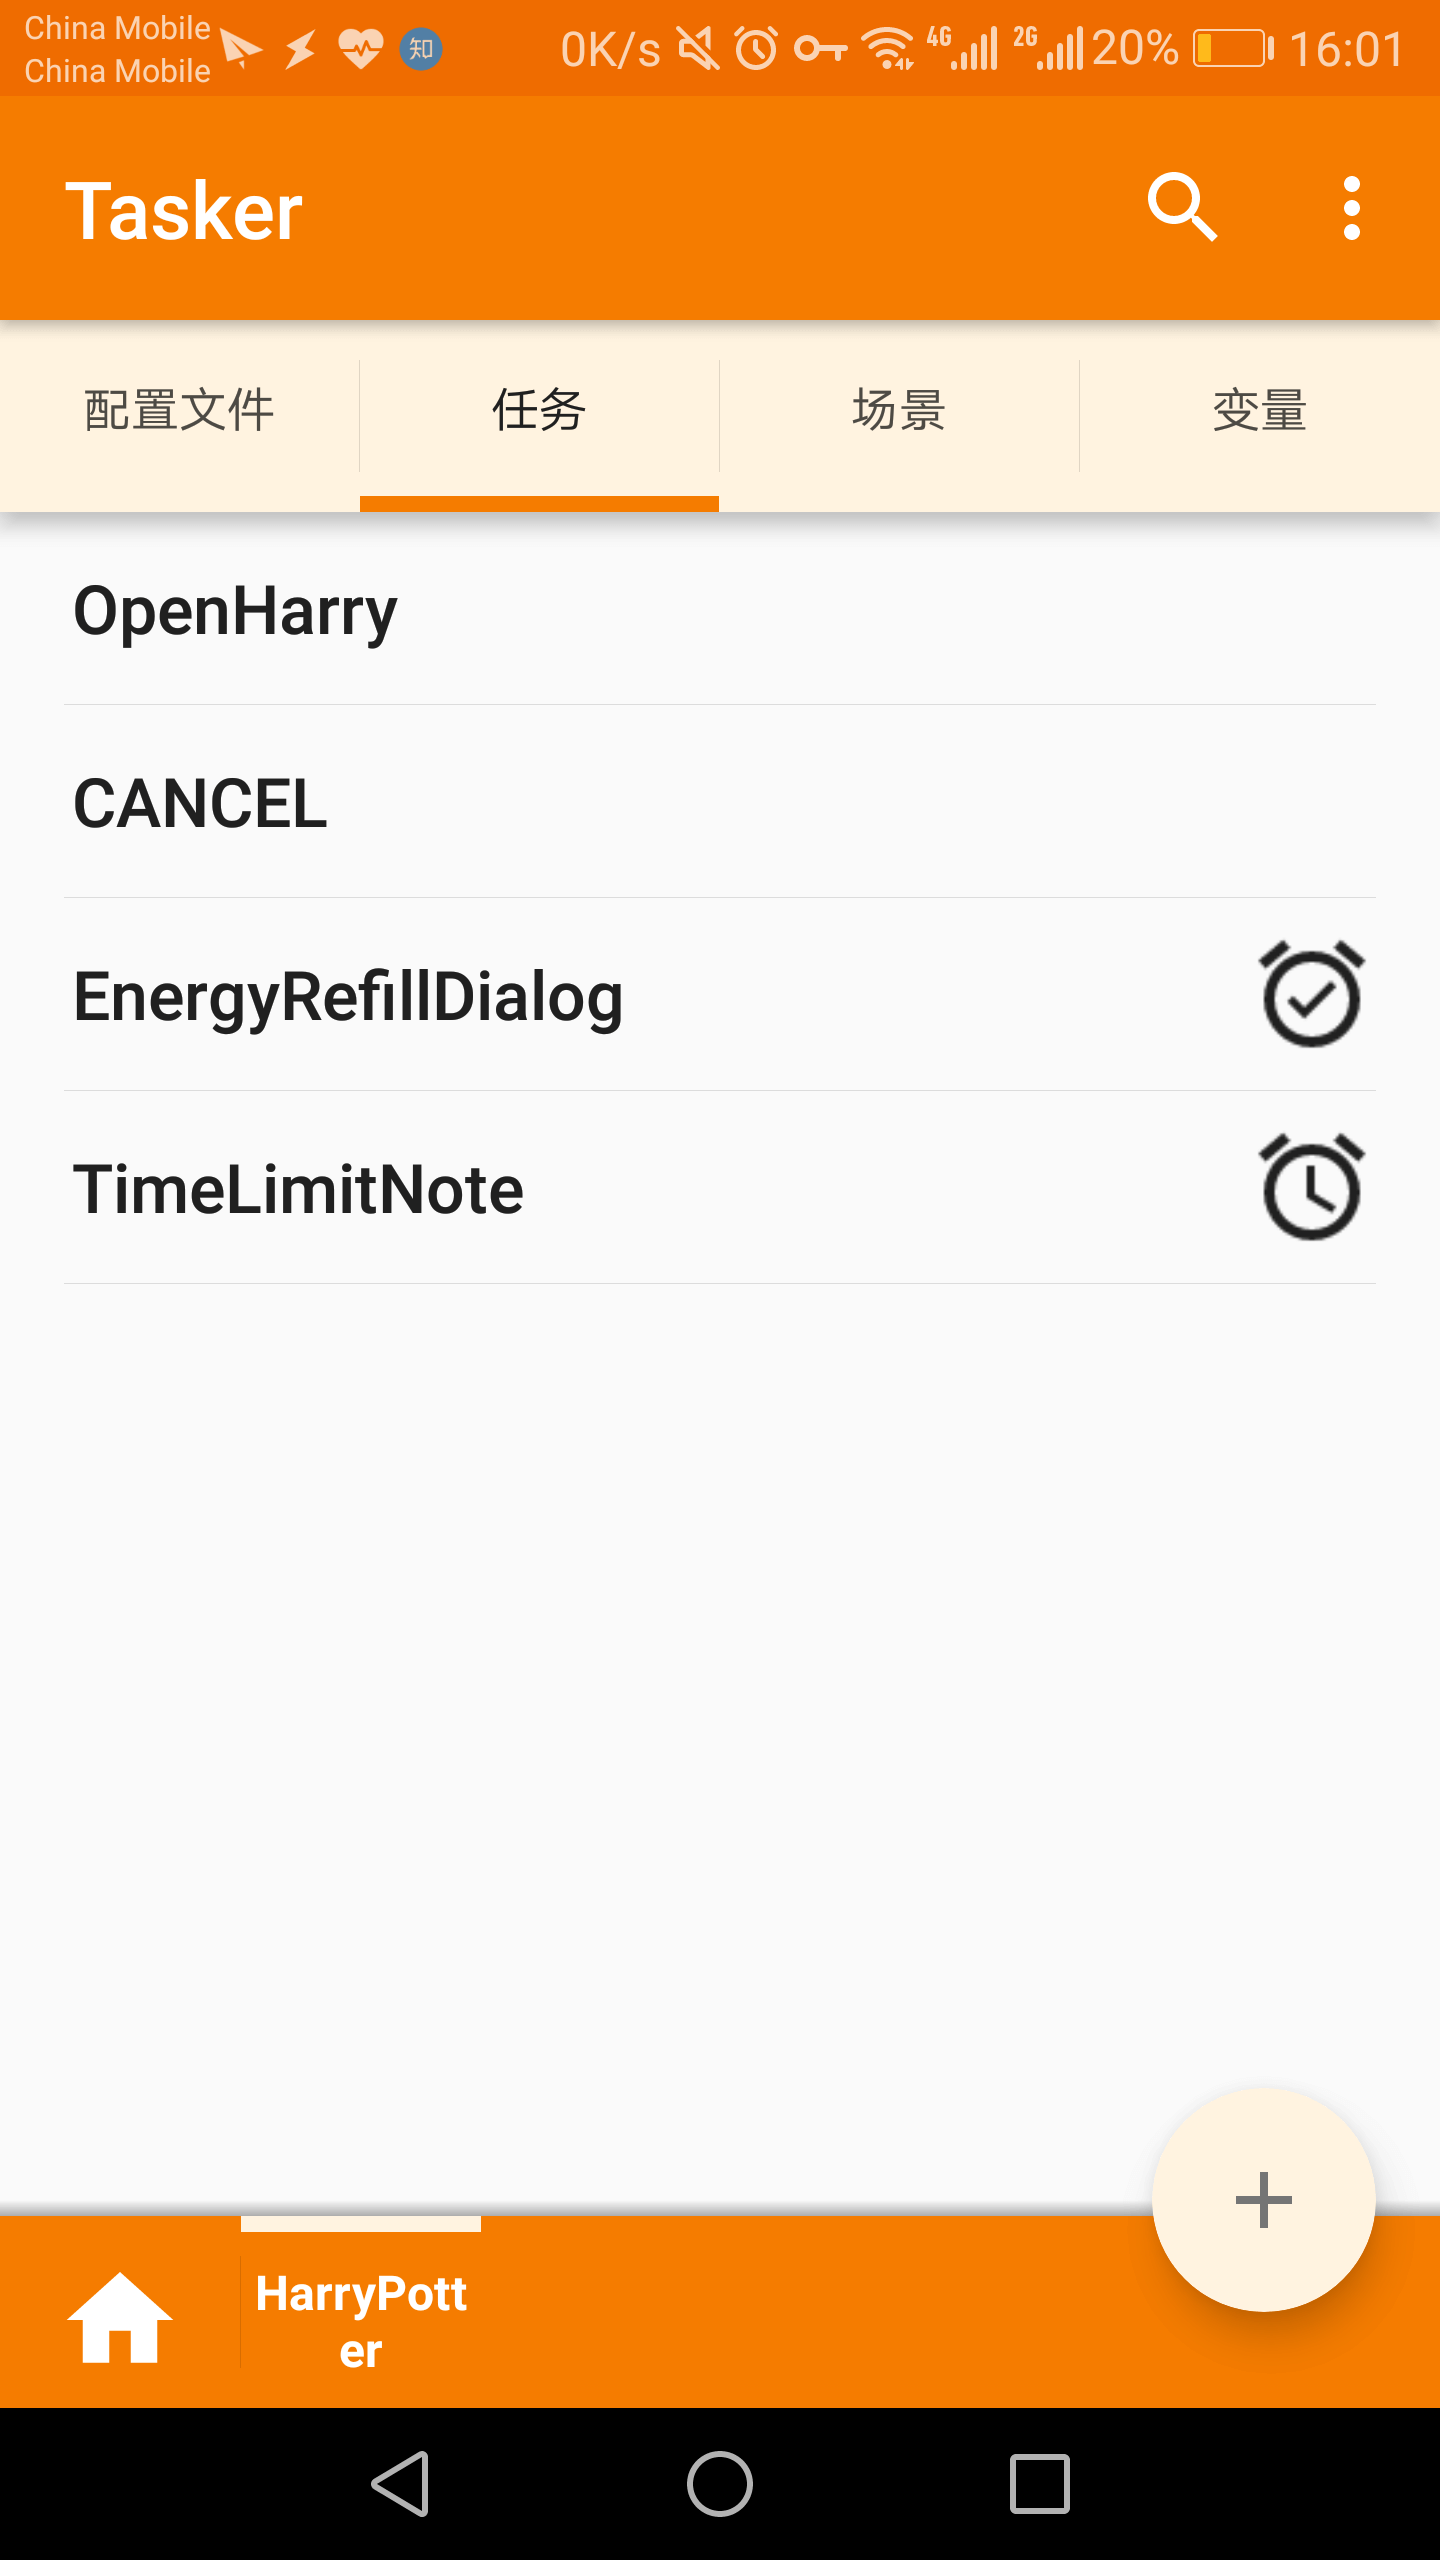 China Mobile
China Mobile
知
0K/s
4G
2G
20%
16:01
Tasker
配置文件
任务
场景
变量
OpenHarry
CANCEL
EnergyRefillDialog
TimeLimitNote
HarryPott
er